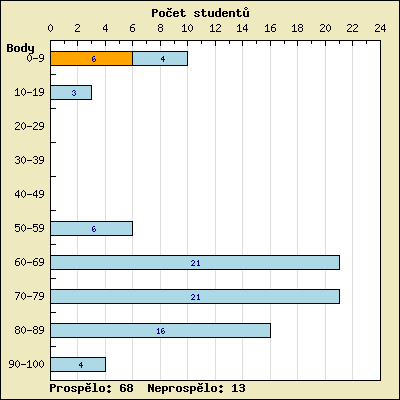 Počet studentů
0 2 4 6 8 10 12 14 16 18 20 22 24
Body
0-9 6 4
10-19 3
20-29
30-39
40-49
50-59 6
60-69 21
70-79 21
80-89 16
90-100 4
Prospělo: 68 Neprospělo: 13